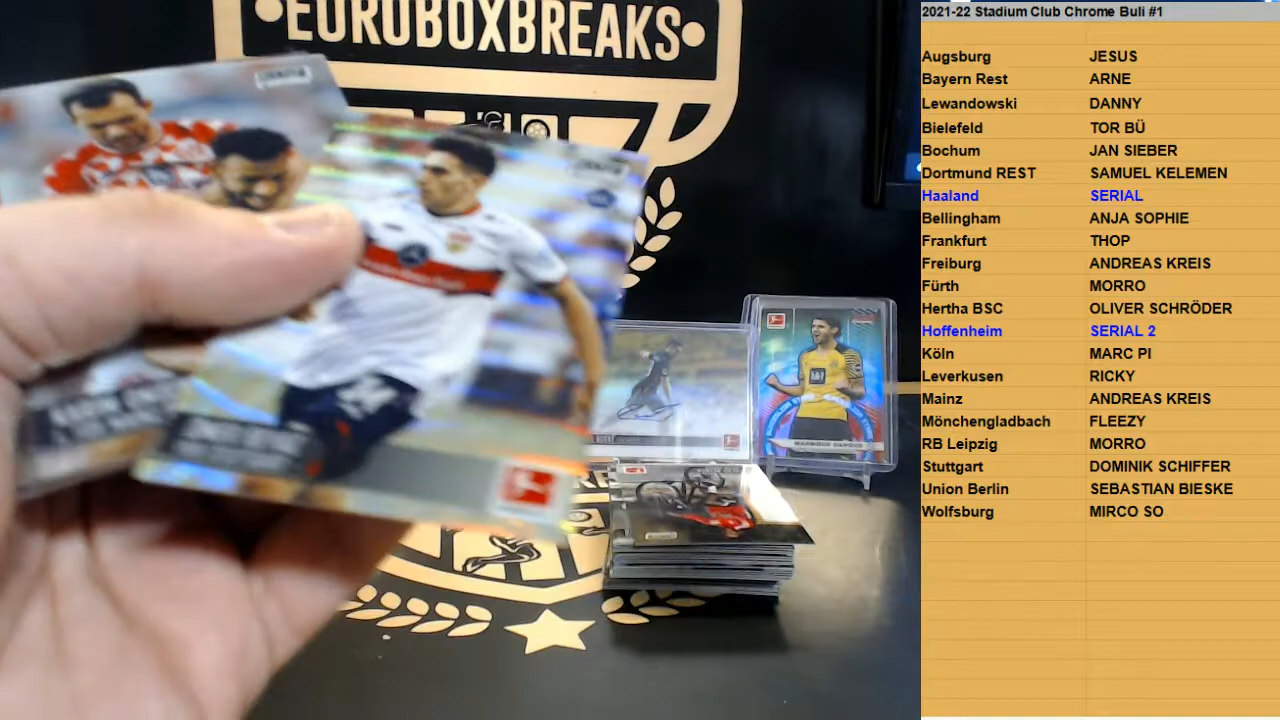 EUROBOXBREAKS
MAHMOUD DAHOUD
2021-22 Stadium Club Chrome Buli #1
Augsburg JESUS
Bayern Rest ARNE
Lewandowski DANNY
Bielefeld TOR BÜ
Bochum JAN SIEBER
Dortmund REST SAMUEL KELEMEN
Haaland SERIAL
Bellingham ANJA SOPHIE
Frankfurt THOP
Freiburg ANDREAS KREIS
Fürth MORRO
Hertha BSC OLIVER SCHRÖDER
Hoffenheim SERIAL 2
Köln MARC PI
Leverkusen RICKY
Mainz ANDREAS KREIS
Mönchengladbach FLEEZY
RB Leipzig MORRO
Stuttgart DOMINIK SCHIFFER
Union Berlin SEBASTIAN BIESKE
Wolfsburg MIRCO SO